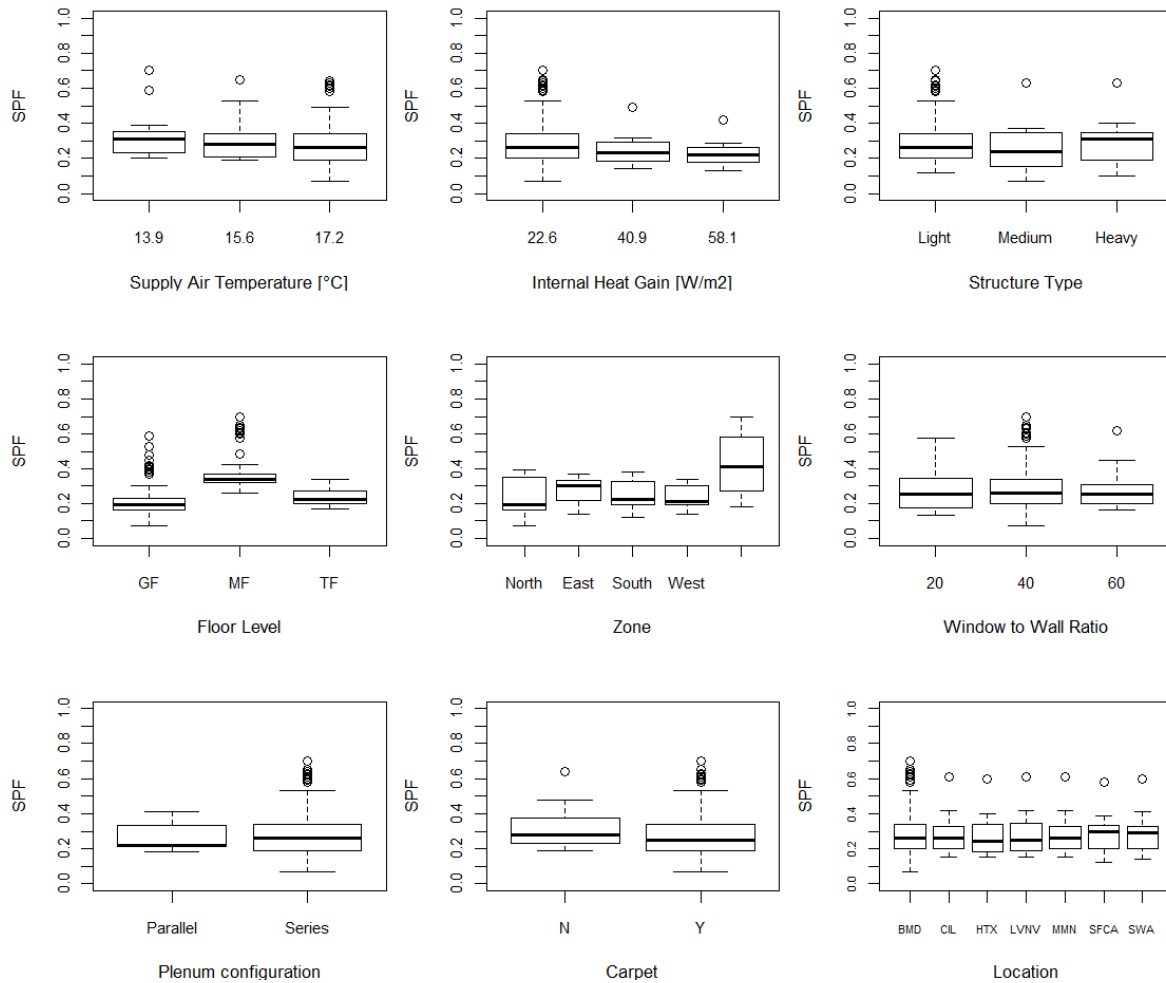 SPF
0.0 0.2 0.4 0.6 0.8 1.0
13.9 15.6 17.2
Supply Air Temperature [°C]
SPF
0.0 0.2 0.4 0.6 0.8 1.0
22.6 40.9 58.1
Internal Heat Gain [W/m2]
SPF
0.0 0.2 0.4 0.6 0.8 1.0
Light Medium Heavy
Structure Type
SPF
0.0 0.2 0.4 0.6 0.8 1.0
GF MF TF
Floor Level
SPF
0.0 0.2 0.4 0.6 0.8 1.0
North East South West
Zone
SPF
0.0 0.2 0.4 0.6 0.8 1.0
20 40 60
Window to Wall Ratio
SPF
0.0 0.2 0.4 0.6 0.8 1.0
Parallel Series
Plenum configuration
SPF
0.0 0.2 0.4 0.6 0.8 1.0
N Y
Carpet
SPF
0.0 0.2 0.4 0.6 0.8 1.0
BMD CIL HTX LVNV MMN SFCA SWA
Location